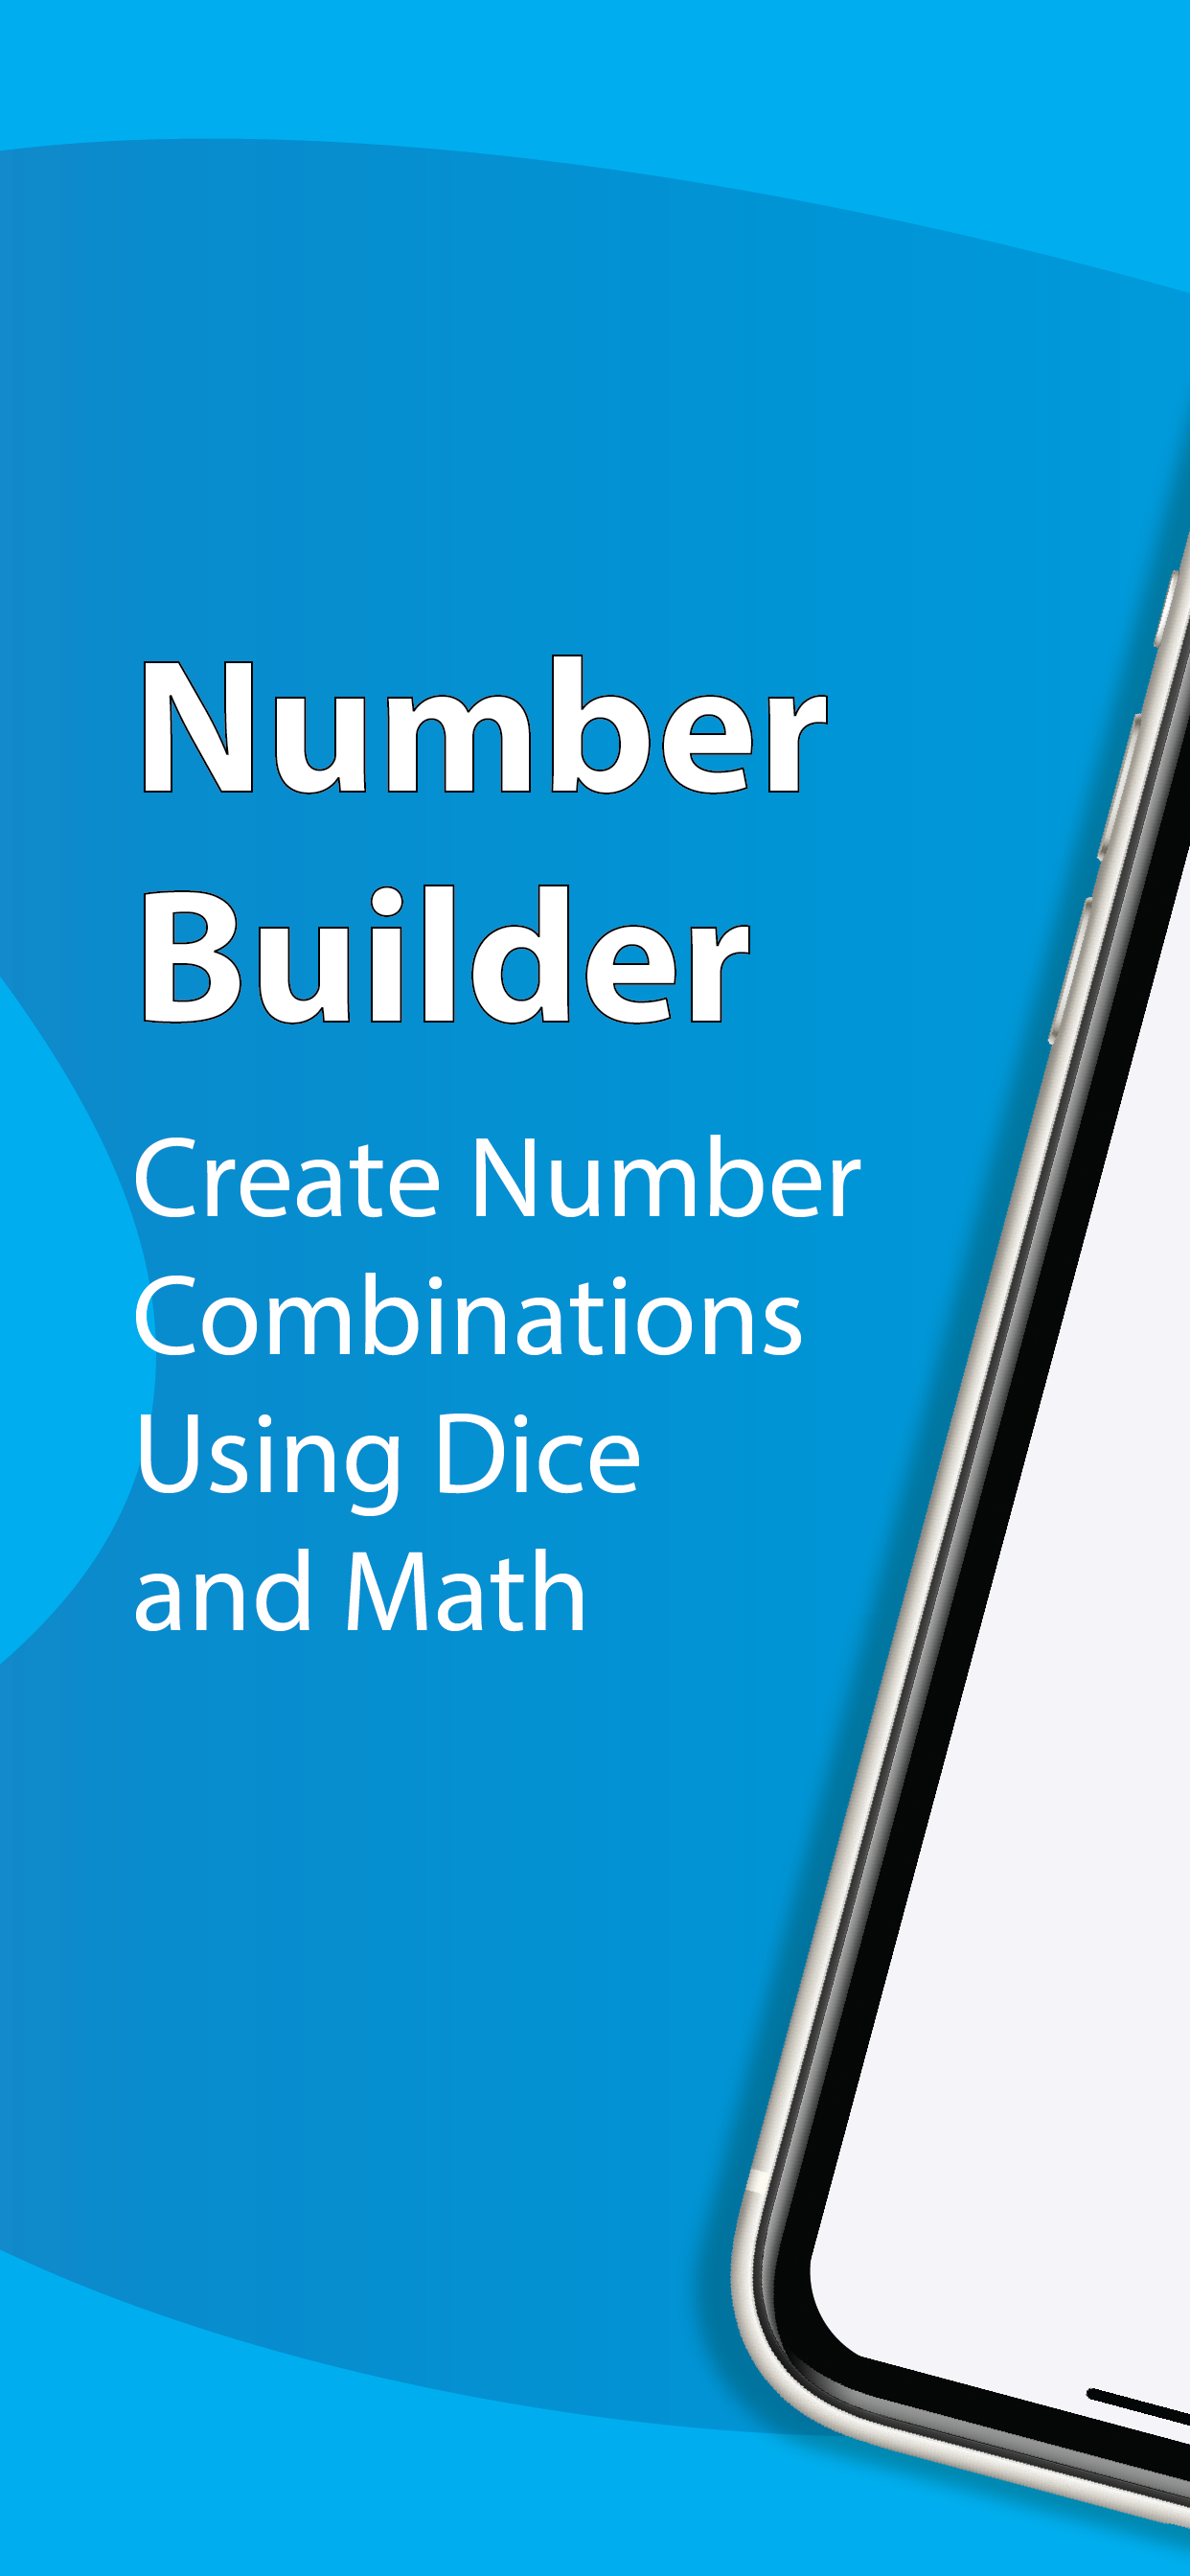 Number
Builder
Create Number
Combinations
Using Dice
and Math